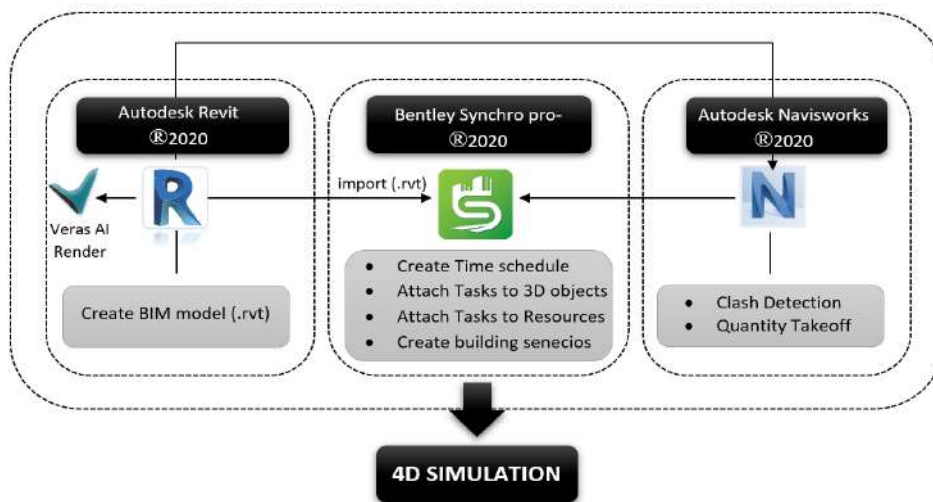 Autodesk Revit
®2020
Veras AI
Render
Create BIM model (.rvt)
import (.rvt)
Bentley Synchro pro-
®2020
• Create Time schedule
• Attach Tasks to 3D objects
• Attach Tasks to Resources
• Create building senecios
Autodesk Navisworks
®2020
• Clash Detection
• Quantity Takeoff
4D SIMULATION